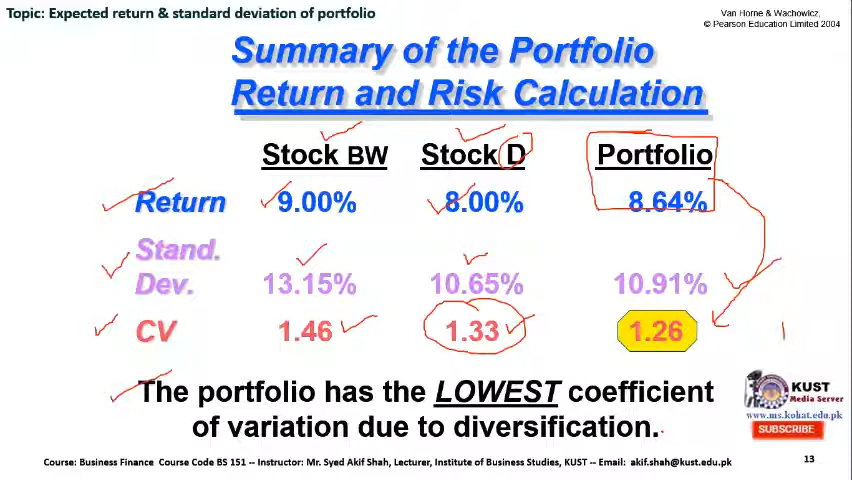 Topic: Expected return & standard deviation of portfolio
Van Horne & Wachowicz,
© Pearson Education Limited 2004
Summary of the Portfolio
Return and Risk Calculation
Stock BW Stock D Portfolio
Return 9.00% 8.00% 8.64%
Stand.
Dev. 13.15% 10.65% 10.91%
CV 1.46 1.33 1.26
The portfolio has the LOWEST coefficient
of variation due to diversification.
KUST
Media Server
www.ms.kohat.edu.pk
SUBSCRIBE
Course: Business Finance Course Code BS 151 -- Instructor: Mr. Syed Akif Shah, Lecturer, Institute of Business Studies, KUST -- Email: akif.shah@kust.edu.pk
13